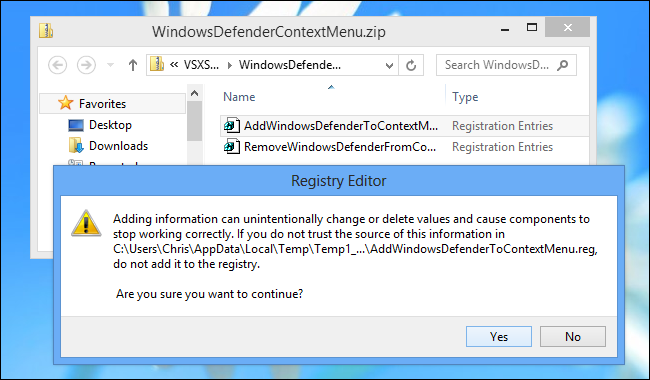 WindowsDefenderContextMenu.zip
« VSXS... WindowsDefende...
Search WindowsD...
Favorites
Desktop
Downloads
Name Type
AddWindowsDefenderToContextM... Registration Entries
RemoveWindowsDefenderFromCo... Registration Entries
Registry Editor
Adding information can unintentionally change or delete values and cause components to
stop working correctly. If you do not trust the source of this information in
C:\Users\Chris\AppData\Local\Temp\Temp1_...\AddWindowsDefenderToContextMenu.reg,
do not add it to the registry.
Are you sure you want to continue?
Yes No